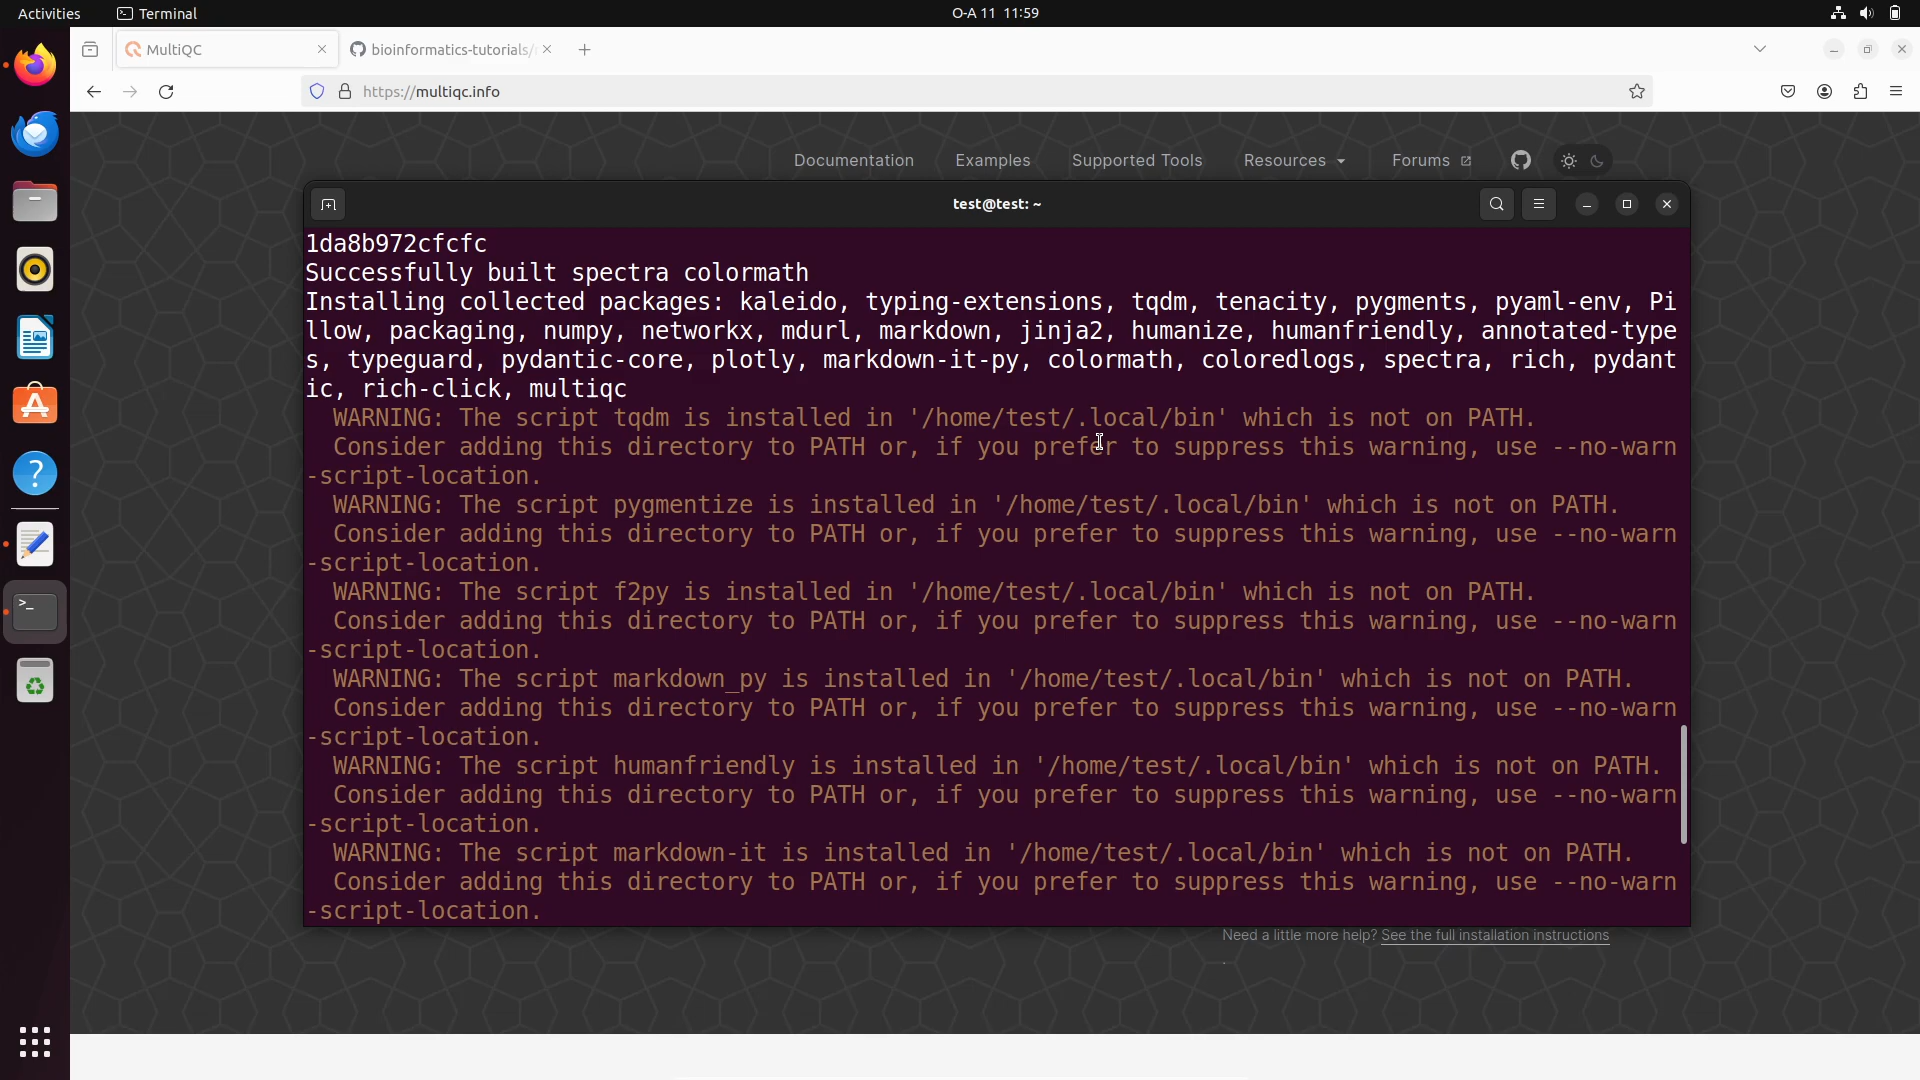 Activities
Terminal
O-A 11 11:59
MultiQC
bioinformatics-tutorials/
https://multiqc.info
Documentation
Examples
Supported Tools
Resources
Forums
test@test: ~
1da8b972cfcfc
Successfully built spectra colormath
Installing collected packages: kaleido, typing-extensions, tqdm, tenacity, pygments, pyaml-env, Pi
llow, packaging, numpy, networkx, mdurl, markdown, jinja2, humanize, humanfriendly, annotated-type
s, typeguard, pydantic-core, plotly, markdown-it-py, colormath, coloredlogs, spectra, rich, pydant
ic, rich-click, multiqc
WARNING: The script tqdm is installed in '/home/test/.local/bin' which is not on PATH.
Consider adding this directory to PATH or, if you prefer to suppress this warning, use --no-warn
-script-location.
WARNING: The script pygmentize is installed in '/home/test/.local/bin' which is not on PATH.
Consider adding this directory to PATH or, if you prefer to suppress this warning, use --no-warn
-script-location.
WARNING: The script f2py is installed in '/home/test/.local/bin' which is not on PATH.
Consider adding this directory to PATH or, if you prefer to suppress this warning, use --no-warn
-script-location.
WARNING: The script markdown_py is installed in '/home/test/.local/bin' which is not on PATH.
Consider adding this directory to PATH or, if you prefer to suppress this warning, use --no-warn
-script-location.
WARNING: The script humanfriendly is installed in '/home/test/.local/bin' which is not on PATH.
Consider adding this directory to PATH or, if you prefer to suppress this warning, use --no-warn
-script-location.
WARNING: The script markdown-it is installed in '/home/test/.local/bin' which is not on PATH.
Consider adding this directory to PATH or, if you prefer to suppress this warning, use --no-warn
-script-location.
Need a little more help? See the full installation instructions
.